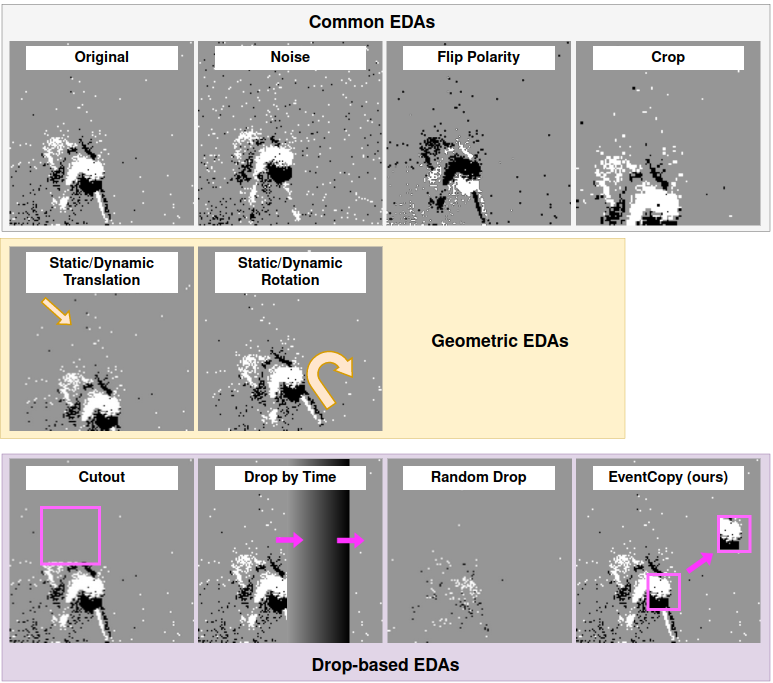 Common EDAs
Original
Noise
Flip Polarity
Crop
Static/Dynamic
Translation
Static/Dynamic
Rotation
Geometric EDAs
Cutout
Drop by Time
Random Drop
EventCopy (ours)
Drop-based EDAs